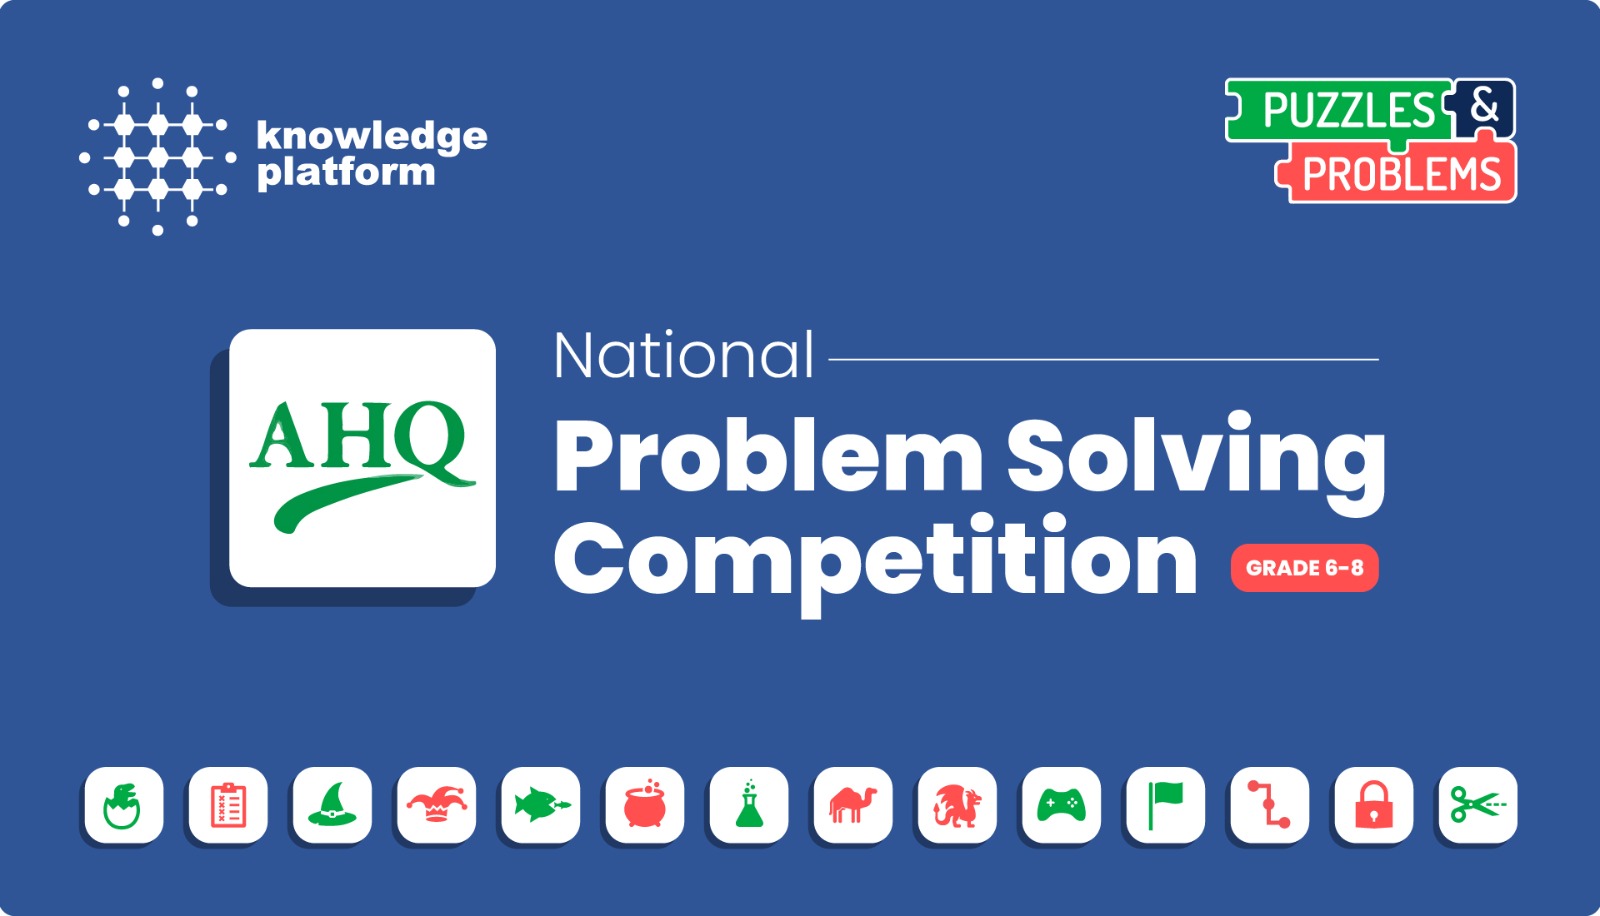 knowledge
platform
PUZZLES &
PROBLEMS
AHQ
National
Problem Solving
Competition
GRADE 6-8